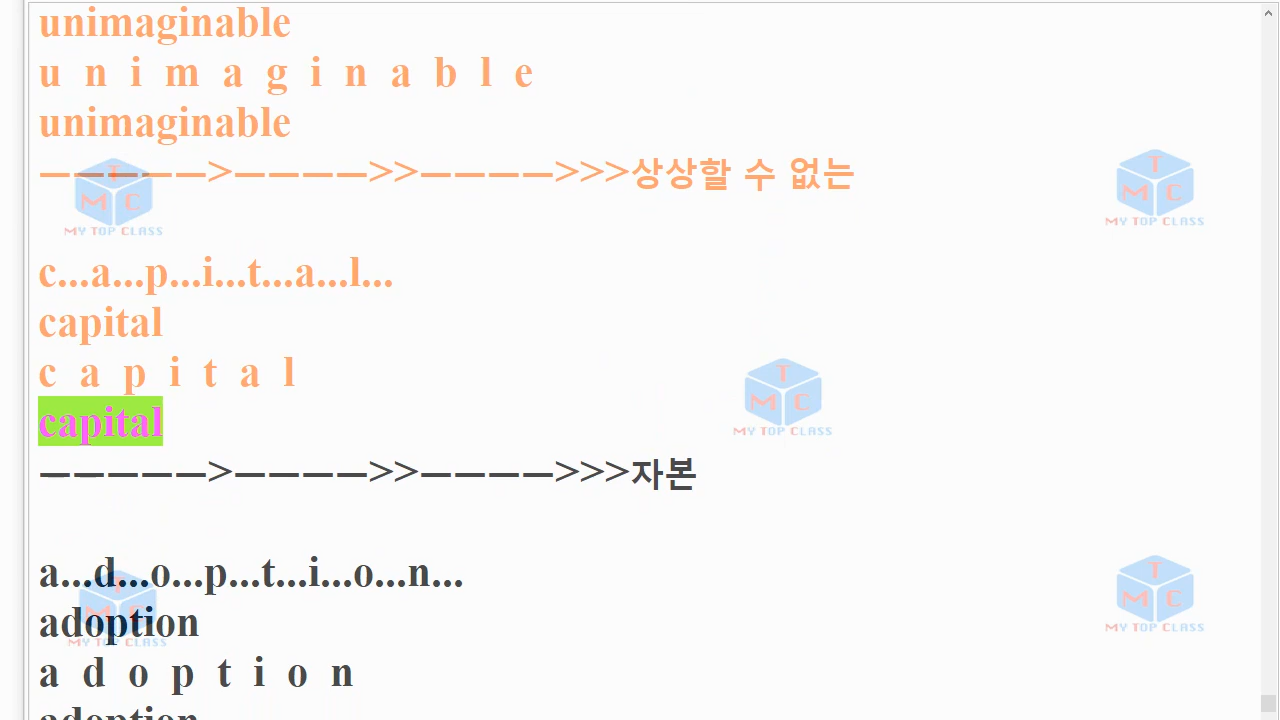 unimaginable
u n i m a g i n a b l e
unimaginable
—————>————>>————>>>상상할 수 없는
c...a...p...i...t...a...l...
capital
c a p i t a l
capital
—————>————>>————>>>자본
a...d...o...p...t...i...o...n...
adoption
a d o p t i o n
adoption
T M C
MY TOP CLASS
T M C
MY TOP CLASS
T M C
MY TOP CLASS
T M C
MY TOP CLASS
T M C
MY TOP CLASS